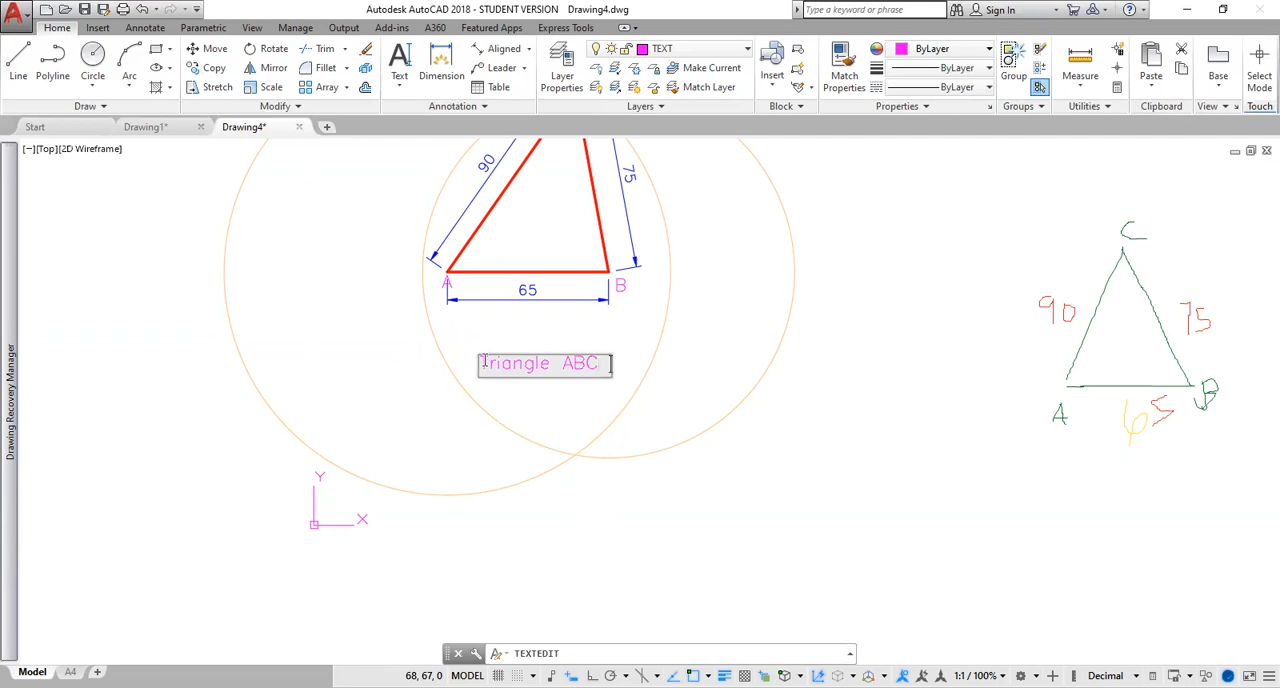 Autodesk AutoCAD 2018 - STUDENT VERSION Drawing4.dwg
Type a keyword or phrase
Sign In
Home Insert Annotate Parametric View Manage Output Add-ins A360 Featured Apps Express Tools
Line
Polyline
Circle
Arc
Draw
Move
Rotate
Trim
Copy
Mirror
Fillet
Stretch
Scale
Array
Modify
Text
Dimension
Aligned
Leader
Table
Annotation
Layer Properties
TEXT
Make Current
Match Layer
Layers
Insert
Block
Match Properties
ByLayer
ByLayer
ByLayer
Properties
Group
Groups
Measure
Utilities
Paste
Clipboard
Base
View
Select Mode
Touch
Start
Drawing1*
Drawing4*
[−][Top][2D Wireframe]
Drawing Recovery Manager
90
75
A
B
65
Triangle ABC
Y
X
C
90
75
A
B
65
TEXTEDIT
Model
A4
68, 67, 0
MODEL
1:1 / 100%
Decimal